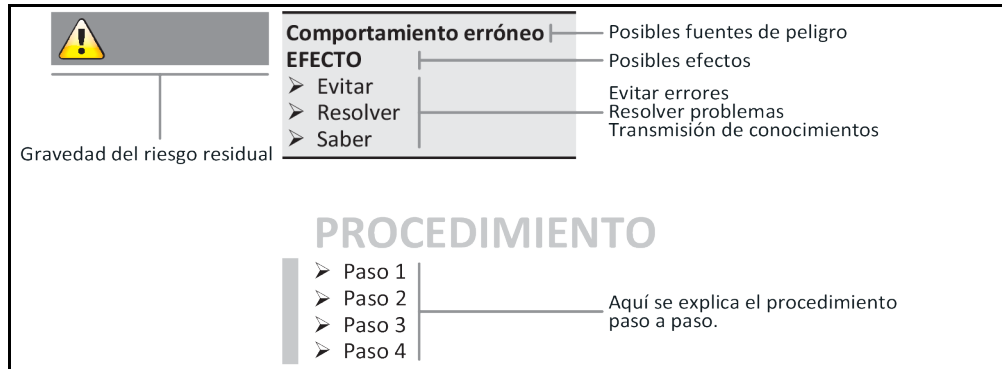 Comportamiento erróneo
Posibles fuentes de peligro
EFECTO
Posibles efectos
➢ Evitar
➢ Resolver
➢ Saber
Evitar errores
Resolver problemas
Transmisión de conocimientos
Gravedad del riesgo residual
PROCEDIMIENTO
➢ Paso 1
➢ Paso 2
➢ Paso 3
➢ Paso 4
Aquí se explica el procedimiento
paso a paso.